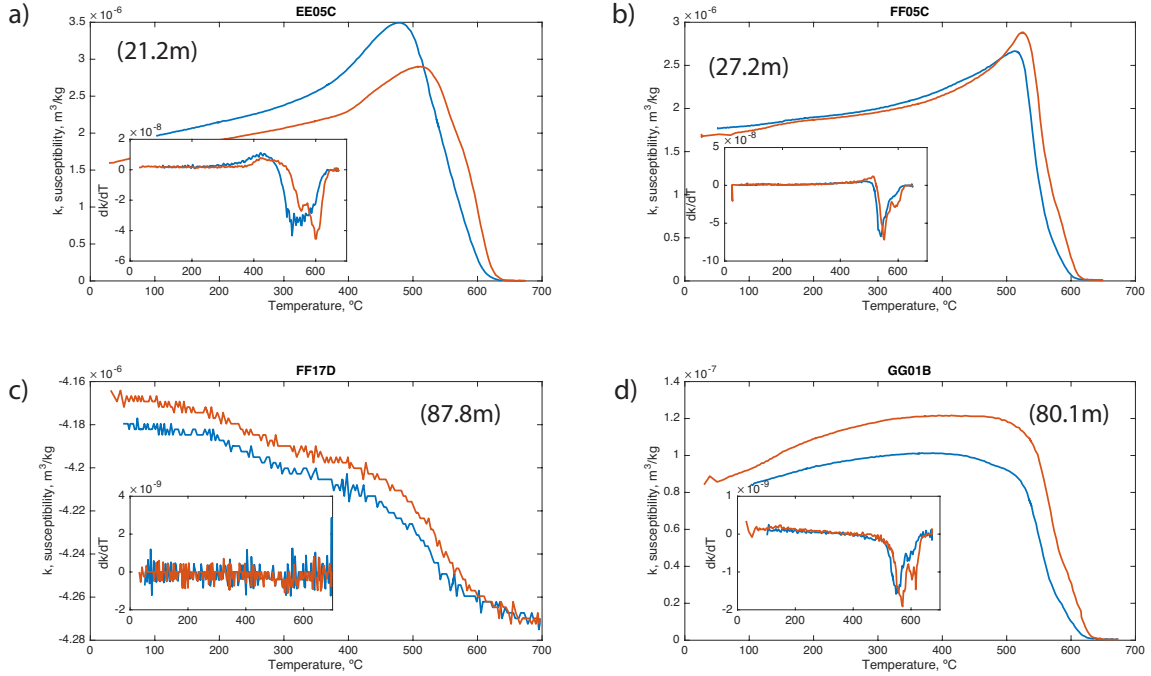 a)
EE05C
× 10⁻⁶
(21.2m)
k, susceptibility, m³/kg
3.5
3
2.5
2
1.5
1
0.5
0
0 100 200 300 400 500 600 700
Temperature, ºC
× 10⁻⁸
dk/dT
2
0
-2
-4
-6
0 200 400 600
b)
FF05C
× 10⁻⁶
(27.2m)
k, susceptibility, m³/kg
3
2.5
2
1.5
1
0.5
0
0 100 200 300 400 500 600 700
Temperature, ºC
× 10⁻⁸
dk/dT
5
0
-5
-10
0 200 400 600
c)
FF17D
× 10⁻⁶
(87.8m)
k, susceptibility, m³/kg
-4.16
-4.18
-4.2
-4.22
-4.24
-4.26
-4.28
0 100 200 300 400 500 600 700
Temperature, ºC
× 10⁻⁹
dk/dT
4
2
0
-2
0 200 400 600
d)
GG01B
× 10⁻⁷
(80.1m)
k, susceptibility, m³/kg
1.4
1.2
1
0.8
0.6
0.4
0.2
0
0 100 200 300 400 500 600 700
Temperature, ºC
× 10⁻⁹
dk/dT
1
0
-1
-2
0 200 400 600